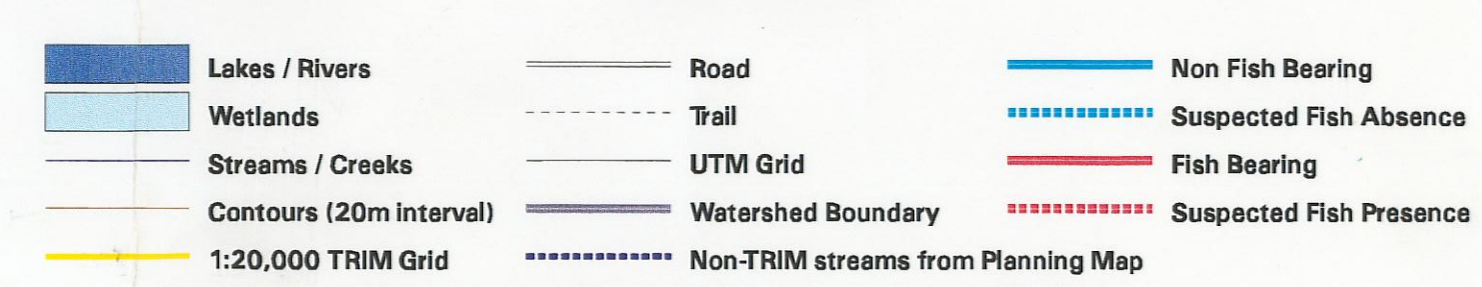 Lakes / Rivers
Wetlands
Streams / Creeks
Contours (20m interval)
1:20,000 TRIM Grid
Road
Trail
UTM Grid
Watershed Boundary
Non-TRIM streams from Planning Map
Non Fish Bearing
Suspected Fish Absence
Fish Bearing
Suspected Fish Presence